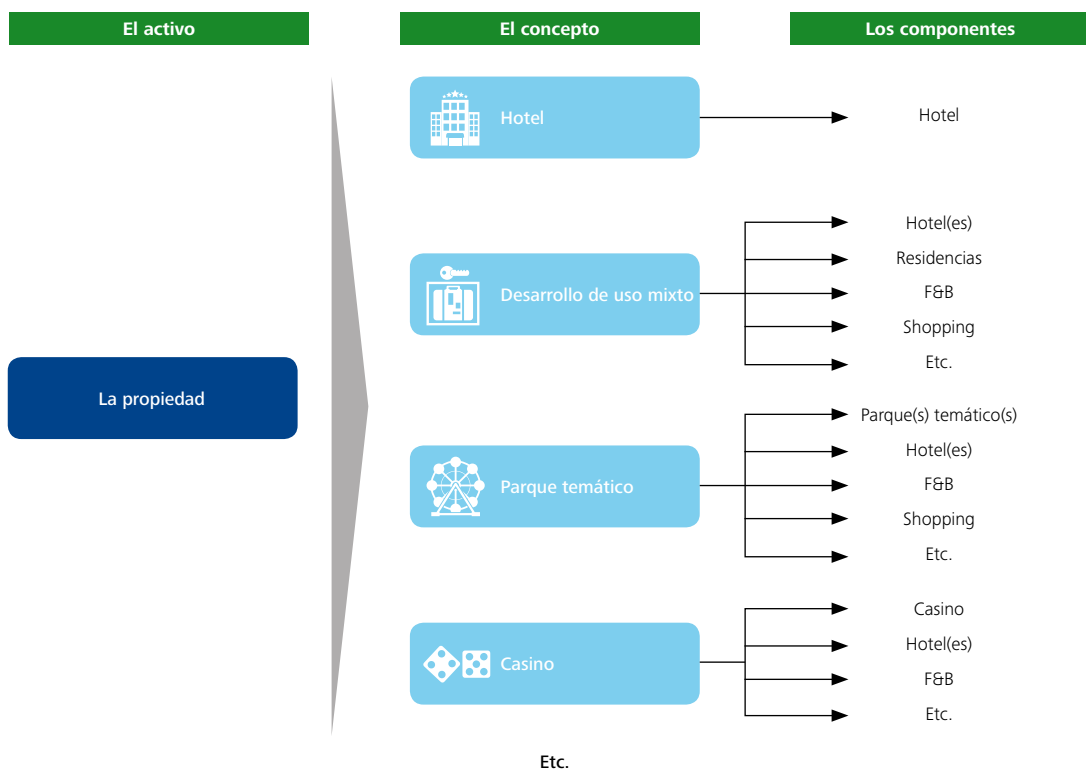 El activo
El concepto
Los componentes
La propiedad
Hotel
Hotel
Desarrollo de uso mixto
Hotel(es)
Residencias
F&B
Shopping
Etc.
Parque temático
Parque(s) temático(s)
Hotel(es)
F&B
Shopping
Etc.
Casino
Casino
Hotel(es)
F&B
Etc.
Etc.